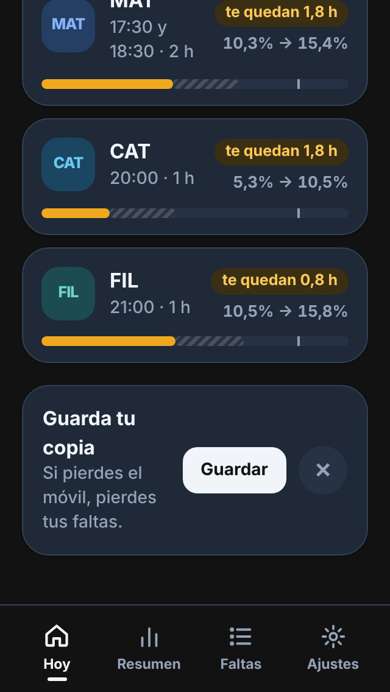 MAT
MAT
te quedan 1,8 h
17:30 y
18:30 · 2 h
10,3% → 15,4%
CAT
CAT
te quedan 1,8 h
20:00 · 1 h
5,3% → 10,5%
FIL
FIL
te quedan 0,8 h
21:00 · 1 h
10,5% → 15,8%
Guarda tu
copia
Si pierdes el
móvil, pierdes
tus faltas.
Guardar
Hoy
Resumen
Faltas
Ajustes